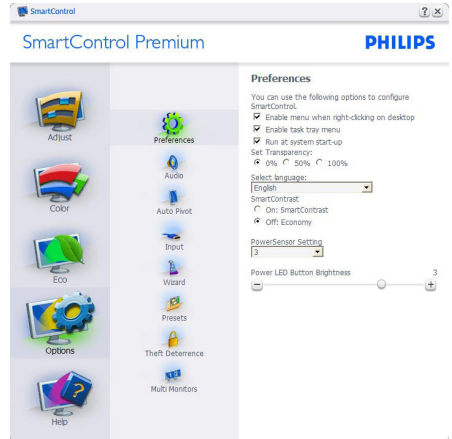 SmartControl
SmartControl Premium
PHILIPS
Adjust
Color
Eco
Options
Help
Preferences
Audio
Auto Pivot
Input
Wizard
Presets
Theft Deterrence
Multi Monitors
Preferences
You can use the following options to configure
SmartControl.
Enable menu when right-clicking on desktop
Enable task tray menu
Run at system start-up
Set Transparency:
0% 50% 100%
Select language:
English
SmartContrast
On: SmartContrast
Off: Economy
PowerSensor Setting
3
Power LED Button Brightness 3